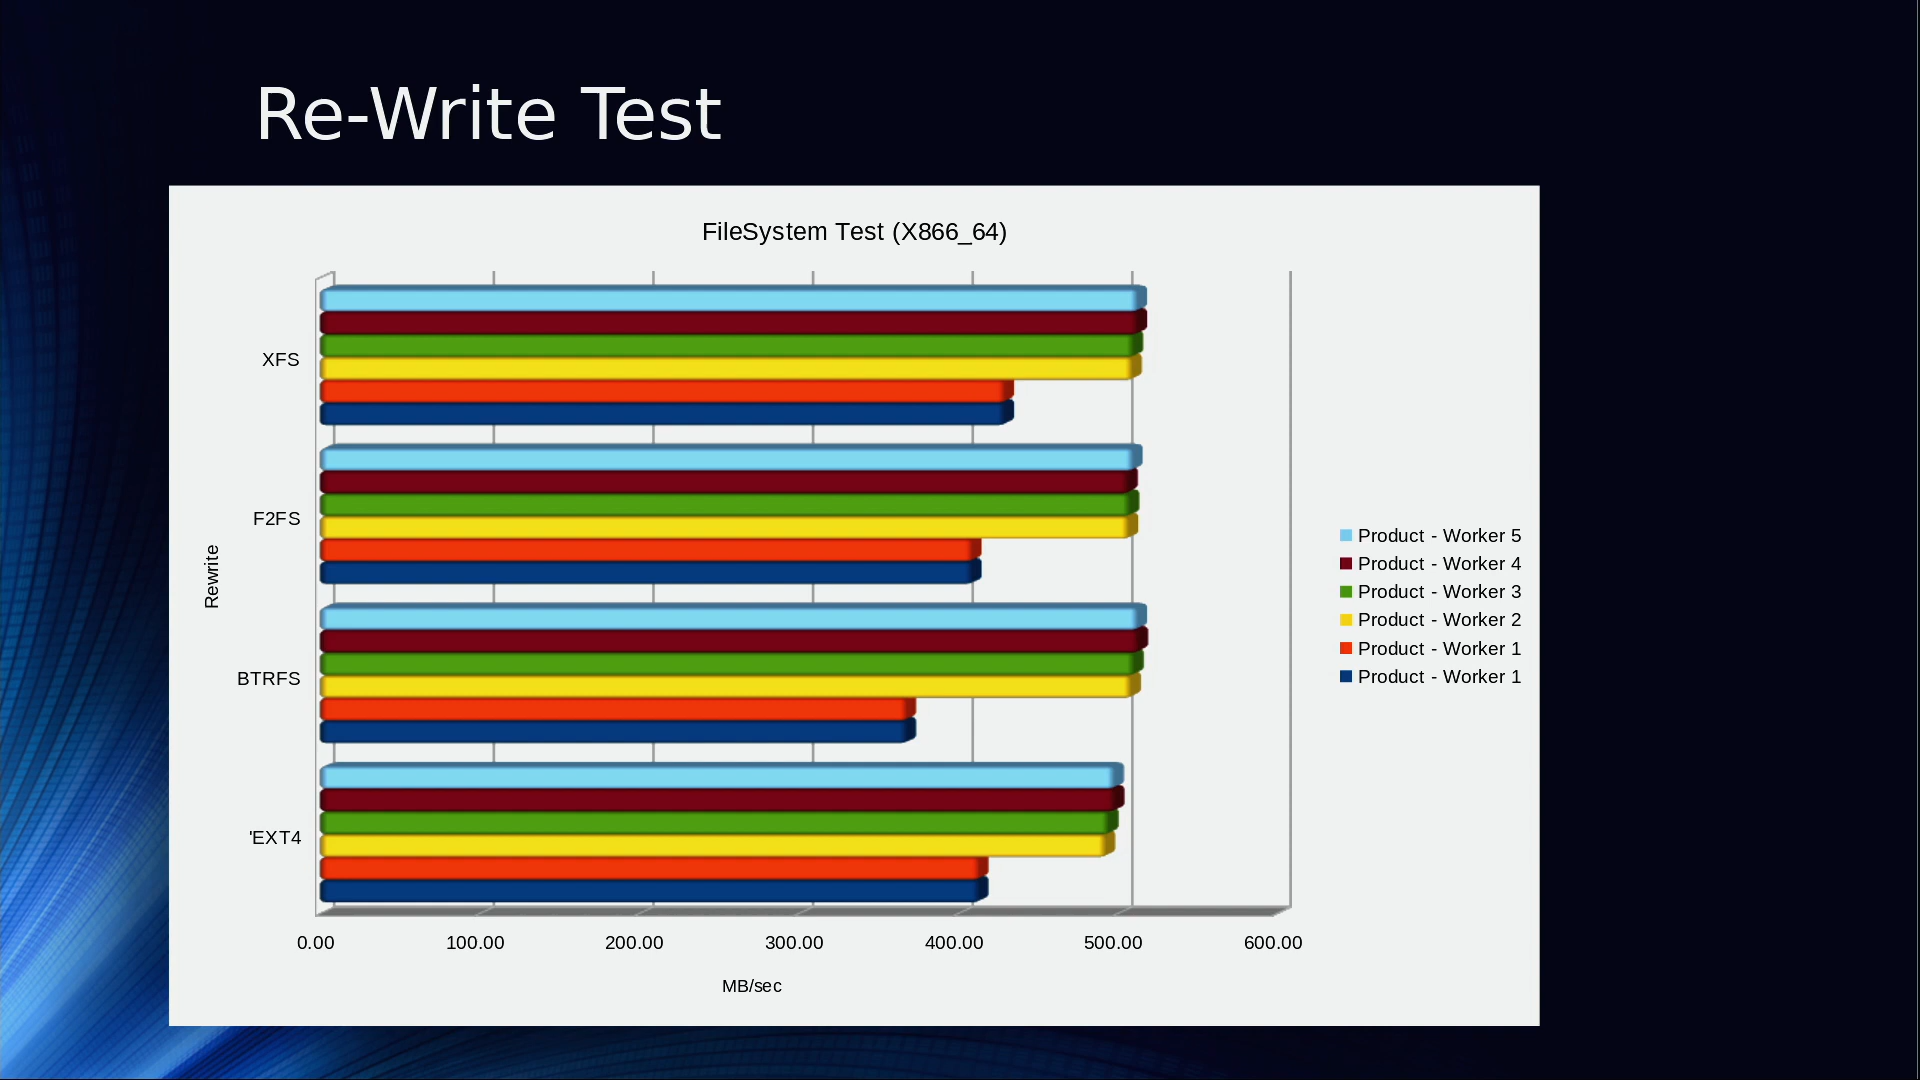 Re-Write Test
FileSystem Test (X866_64)
XFS
F2FS
BTRFS
'EXT4
Rewrite
0.00 100.00 200.00 300.00 400.00 500.00 600.00
MB/sec
Product - Worker 5
Product - Worker 4
Product - Worker 3
Product - Worker 2
Product - Worker 1
Product - Worker 1